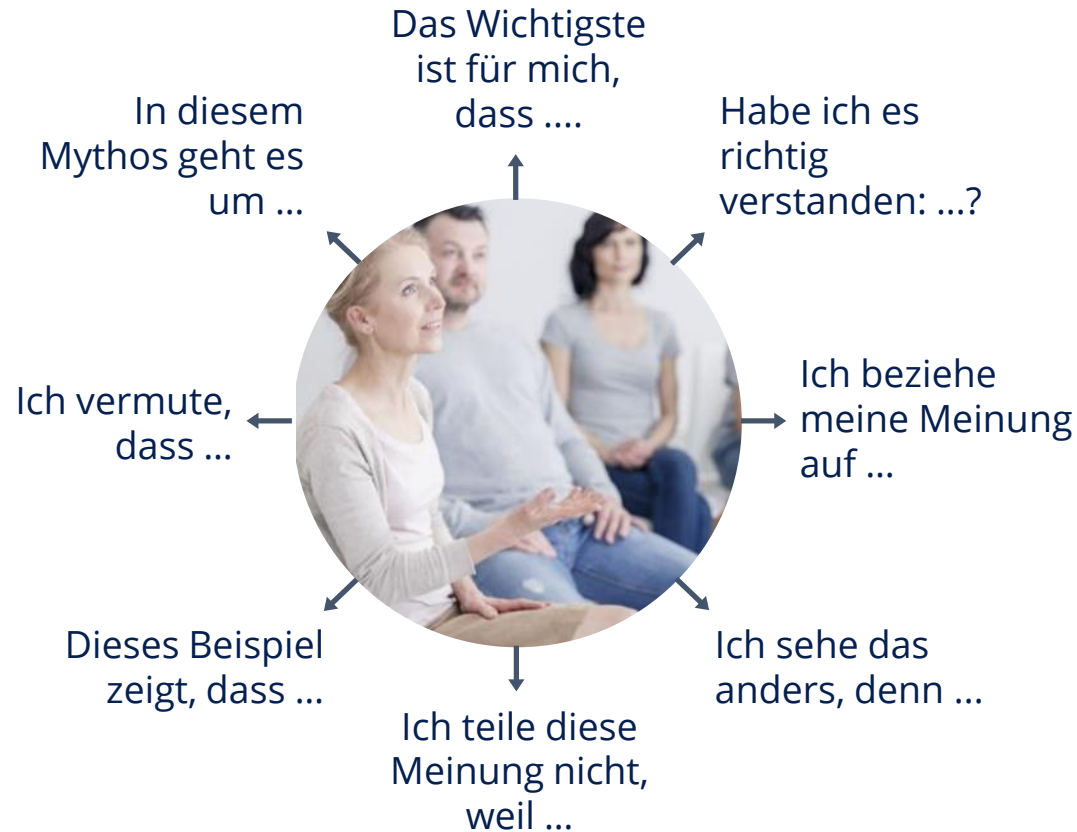 Das Wichtigste
ist für mich,
dass ....
Habe ich es
richtig
verstanden: ...?
Ich beziehe
meine Meinung
auf ...
Ich sehe das
anders, denn ...
Ich teile diese
Meinung nicht,
weil ...
Dieses Beispiel
zeigt, dass ...
Ich vermute,
dass ...
In diesem
Mythos geht es
um ...